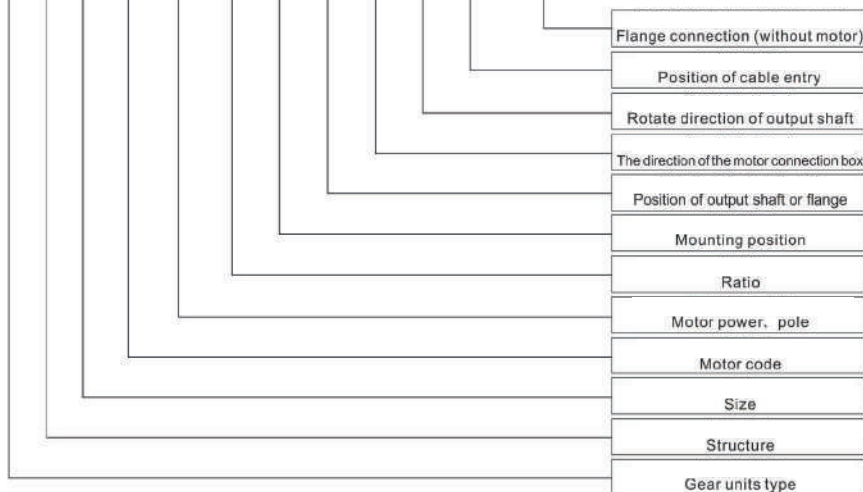 Flange connection (without motor)
Position of cable entry
Rotate direction of output shaft
The direction of the motor connection box
Position of output shaft or flange
Mounting position
Ratio
Motor power、pole
Motor code
Size
Structure
Gear units type